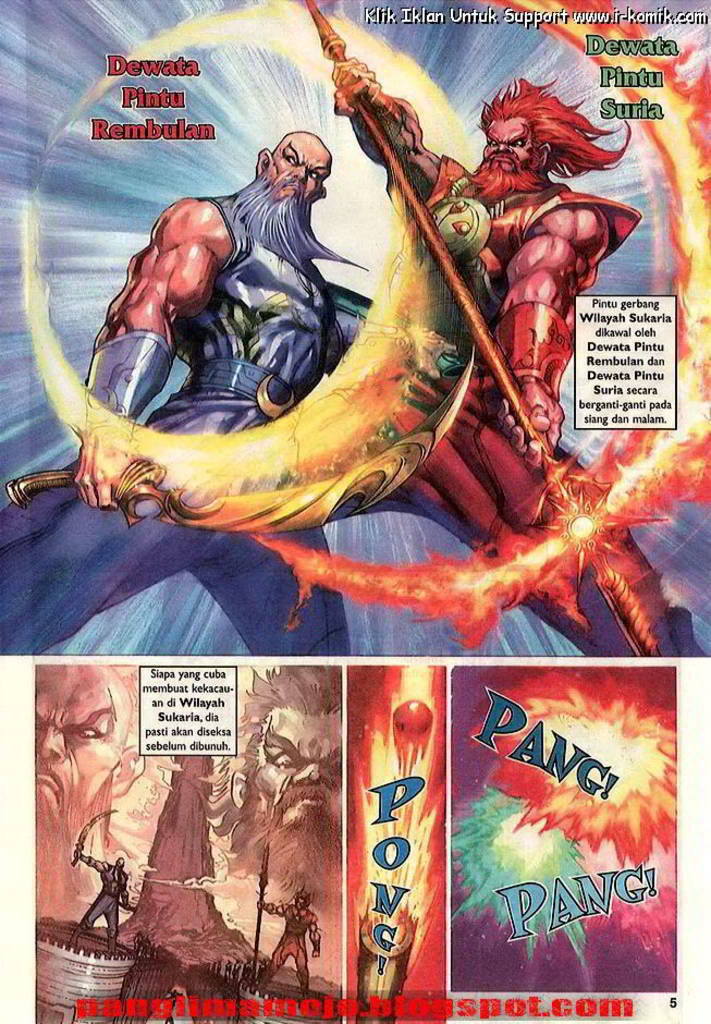 Klik Iklan Untuk Support www.i-komik.com
Dewata
Pintu
Rembulan
Dewata
Pintu
Suria
Pintu gerbang
Wilayah Sukaria
dikawal oleh
Dewata Pintu
Rembulan dan
Dewata Pintu
Suria secara
berganti-ganti pada
siang dan malam.
Siapa yang cuba
membuat kekacau-
an di Wilayah
Sukaria, dia
pasti akan diseksa
sebelum dibunuh.
PONG!
PANG!
PANG!
panglimamoje.blogspot.com
5